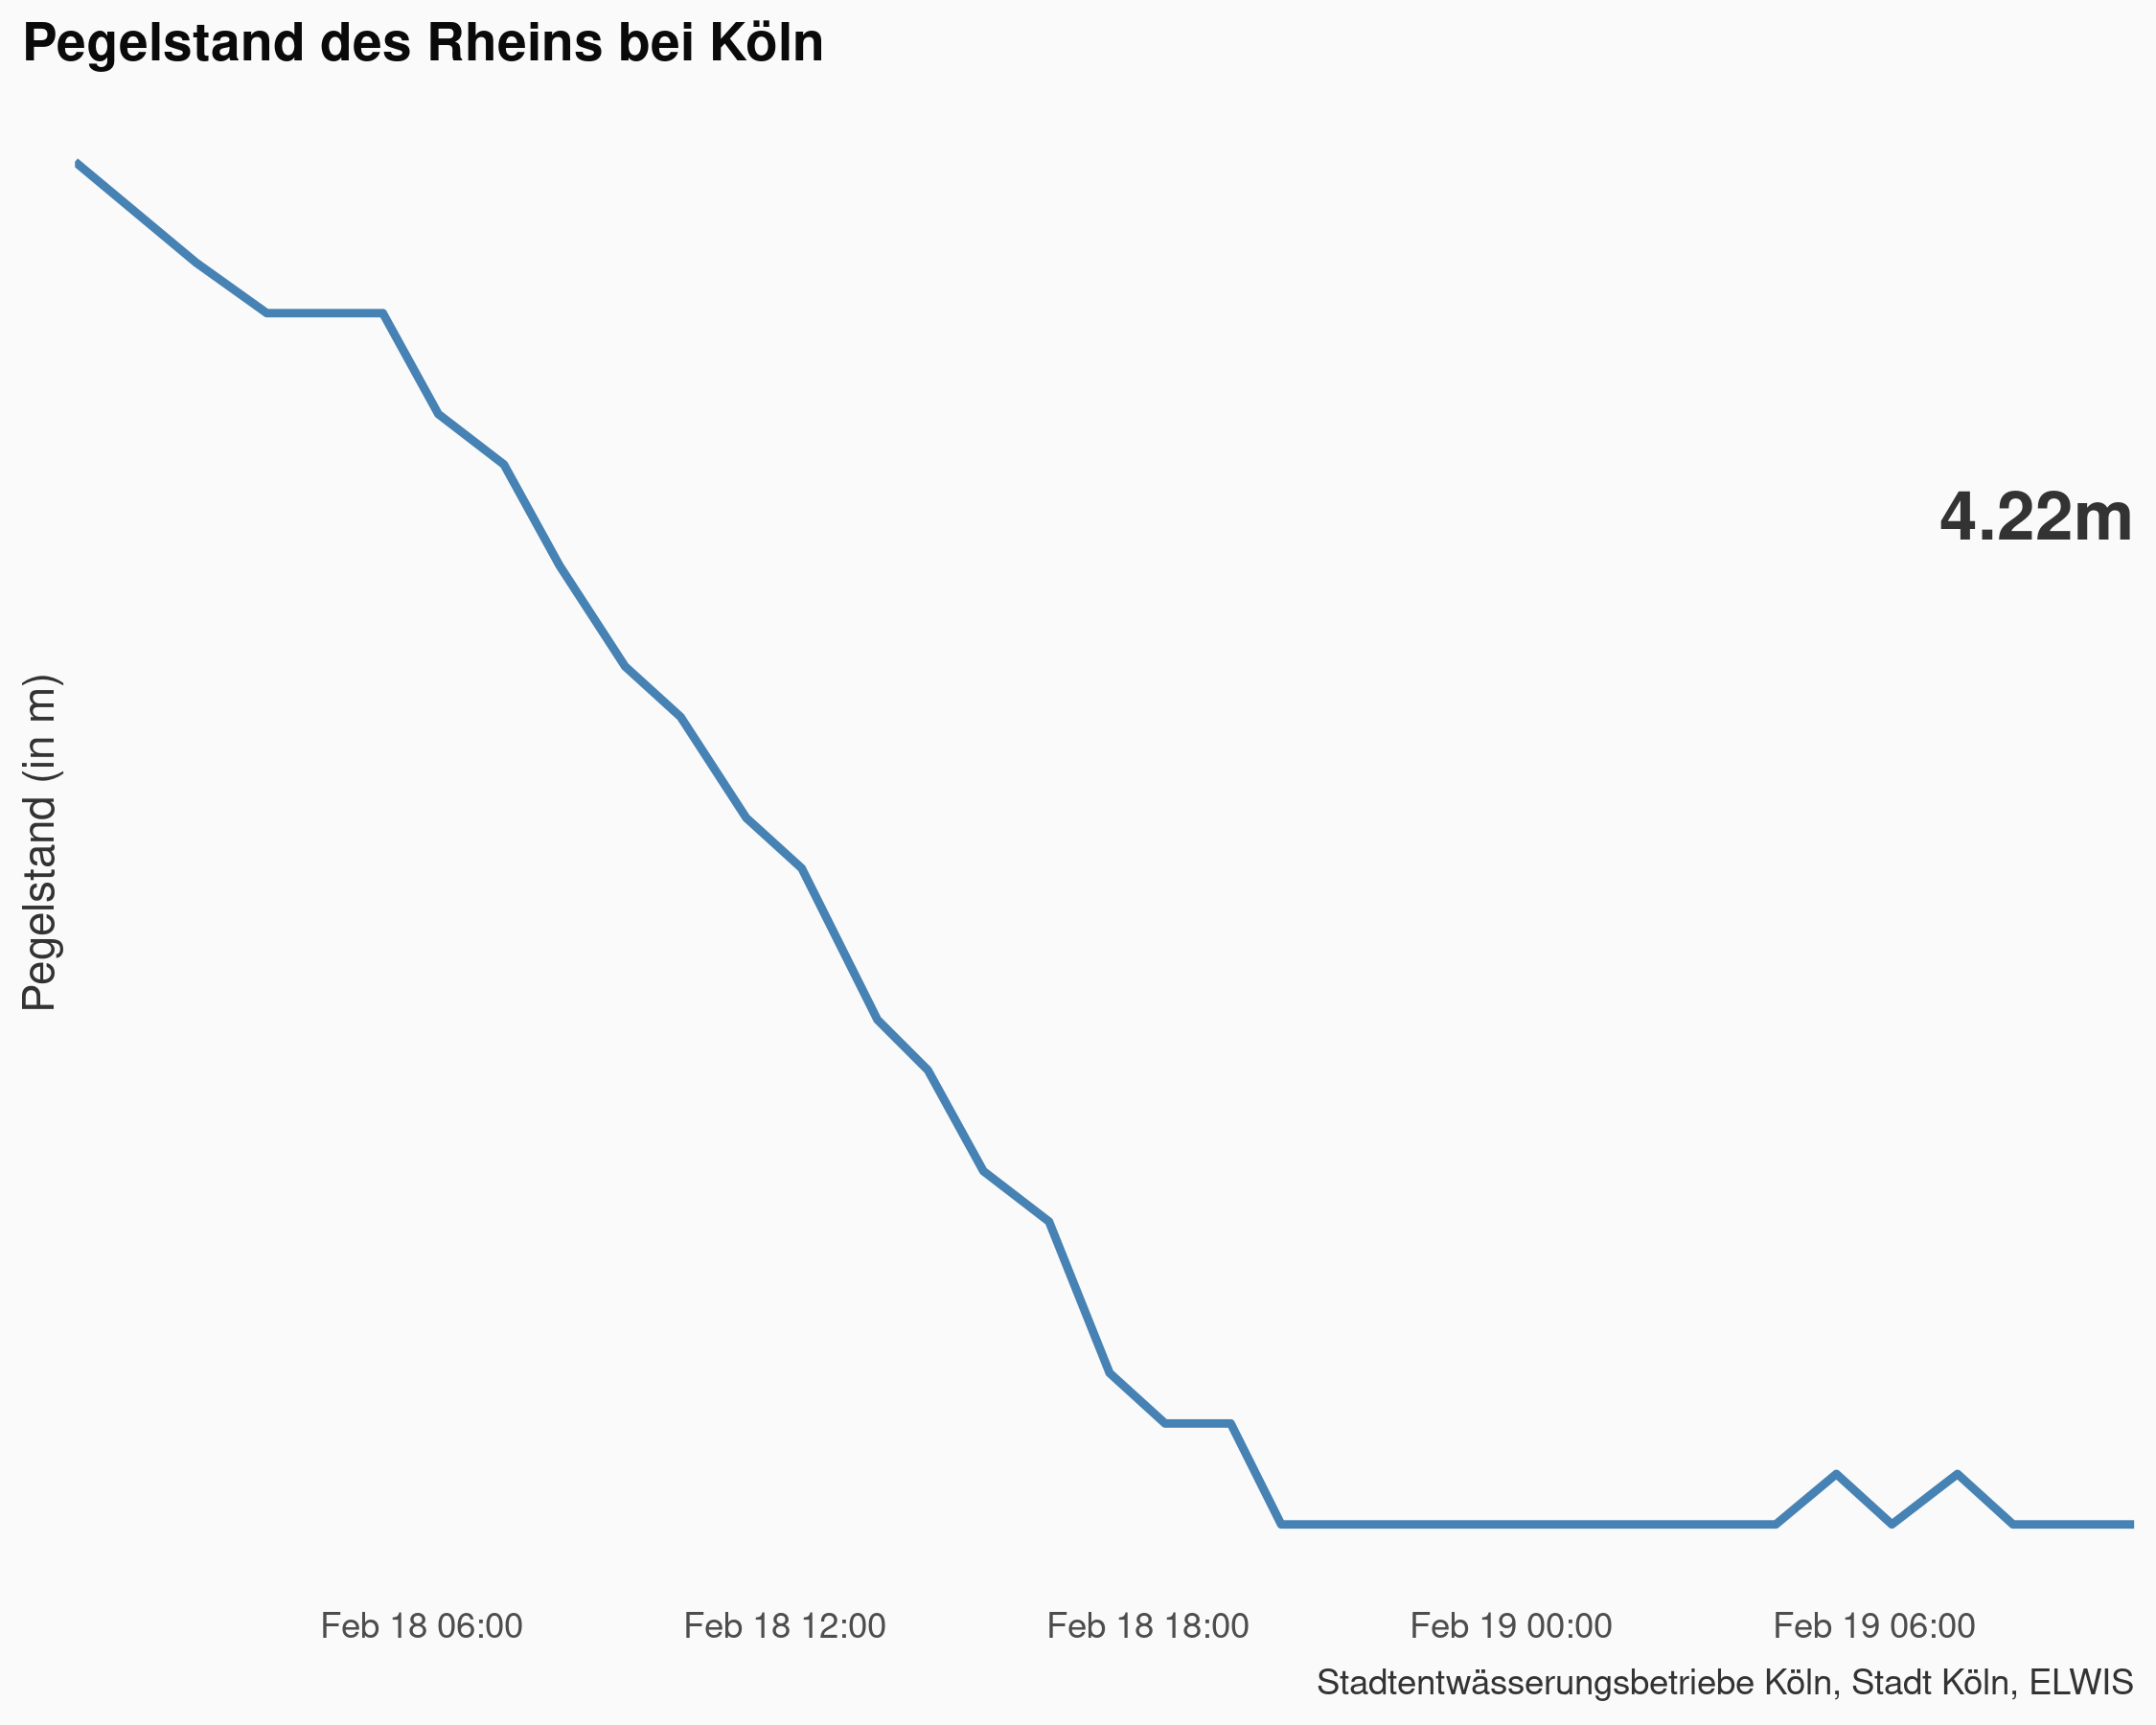 Pegelstand des Rheins bei Köln
4.22m
Pegelstand (in m)
Feb 18 06:00
Feb 18 12:00
Feb 18 18:00
Feb 19 00:00
Feb 19 06:00
Stadtentwässerungsbetriebe Köln, Stadt Köln, ELWIS